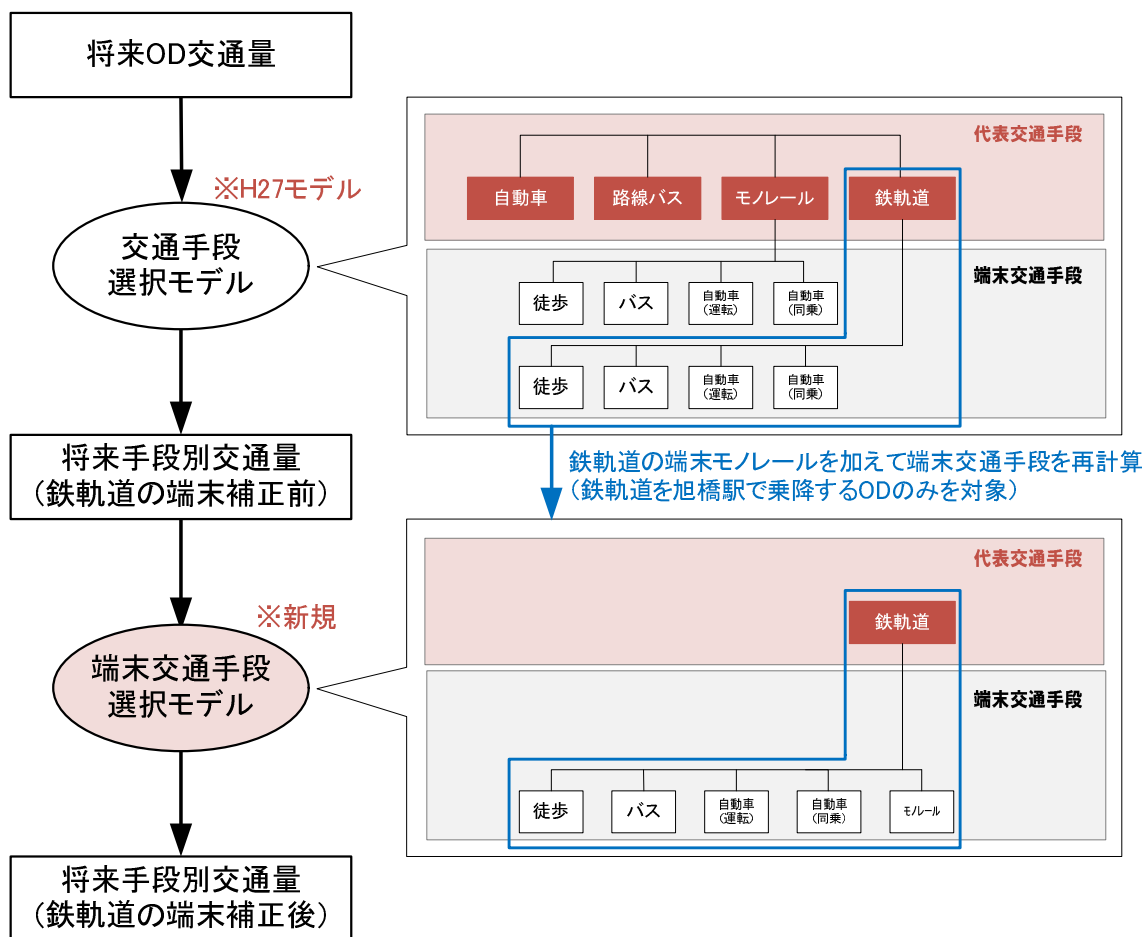 将来OD交通量
※H27モデル
交通手段
選択モデル
代表交通手段
自動車
路線バス
モノレール
鉄軌道
端末交通手段
徒歩
バス
自動車
(運転)
自動車
(同乗)
徒歩
バス
自動車
(運転)
自動車
(同乗)
将来手段別交通量
(鉄軌道の端末補正前)
鉄軌道の端末モノレールを加えて端末交通手段を再計算
(鉄軌道を旭橋駅で乗降するODのみを対象)
※新規
端末交通手段
選択モデル
代表交通手段
鉄軌道
端末交通手段
徒歩
バス
自動車
(運転)
自動車
(同乗)
モノレール
将来手段別交通量
(鉄軌道の端末補正後)